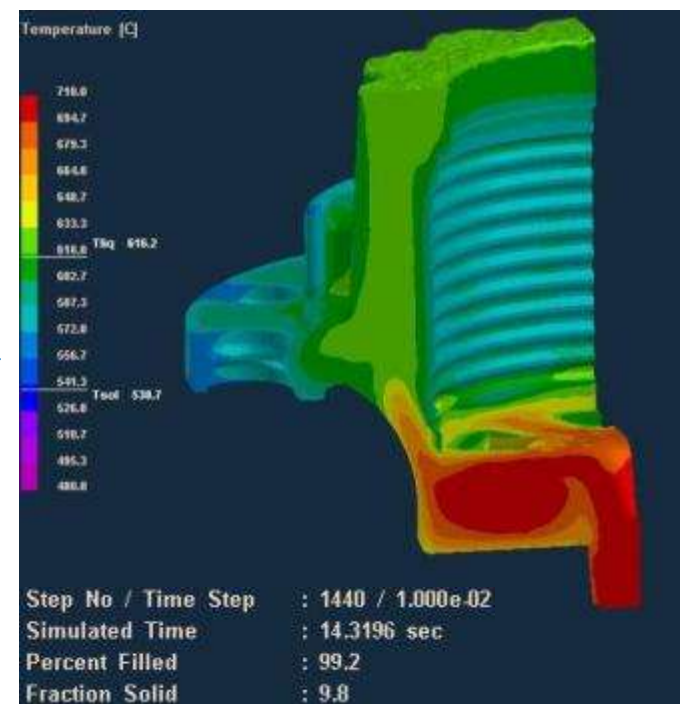 Temperature [C]
710.0
694.7
679.3
664.0
648.7
633.3
618.0 Tliq 616.2
602.7
587.3
572.0
556.7
541.3
Tsol 538.7
526.0
510.7
495.3
480.0
Step No / Time Step : 1440 / 1.000e-02
Simulated Time : 14.3196 sec
Percent Filled : 99.2
Fraction Solid : 9.8